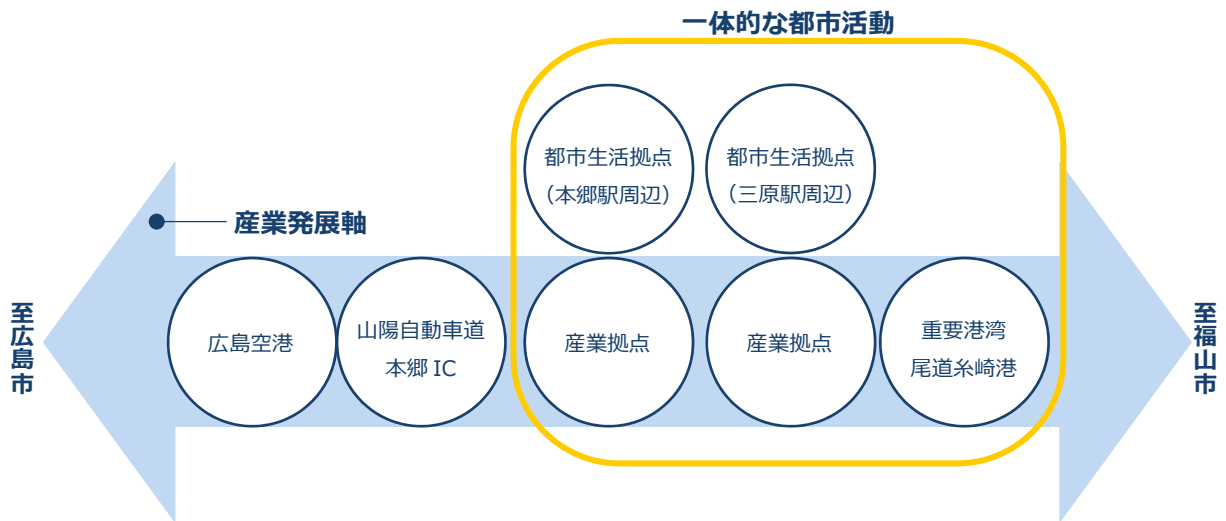 一体的な都市活動
都市生活拠点
（本郷駅周辺）
都市生活拠点
（三原駅周辺）
産業発展軸
至広島市
広島空港
山陽自動車道
本郷 IC
産業拠点
産業拠点
重要港湾
尾道糸崎港
至福山市